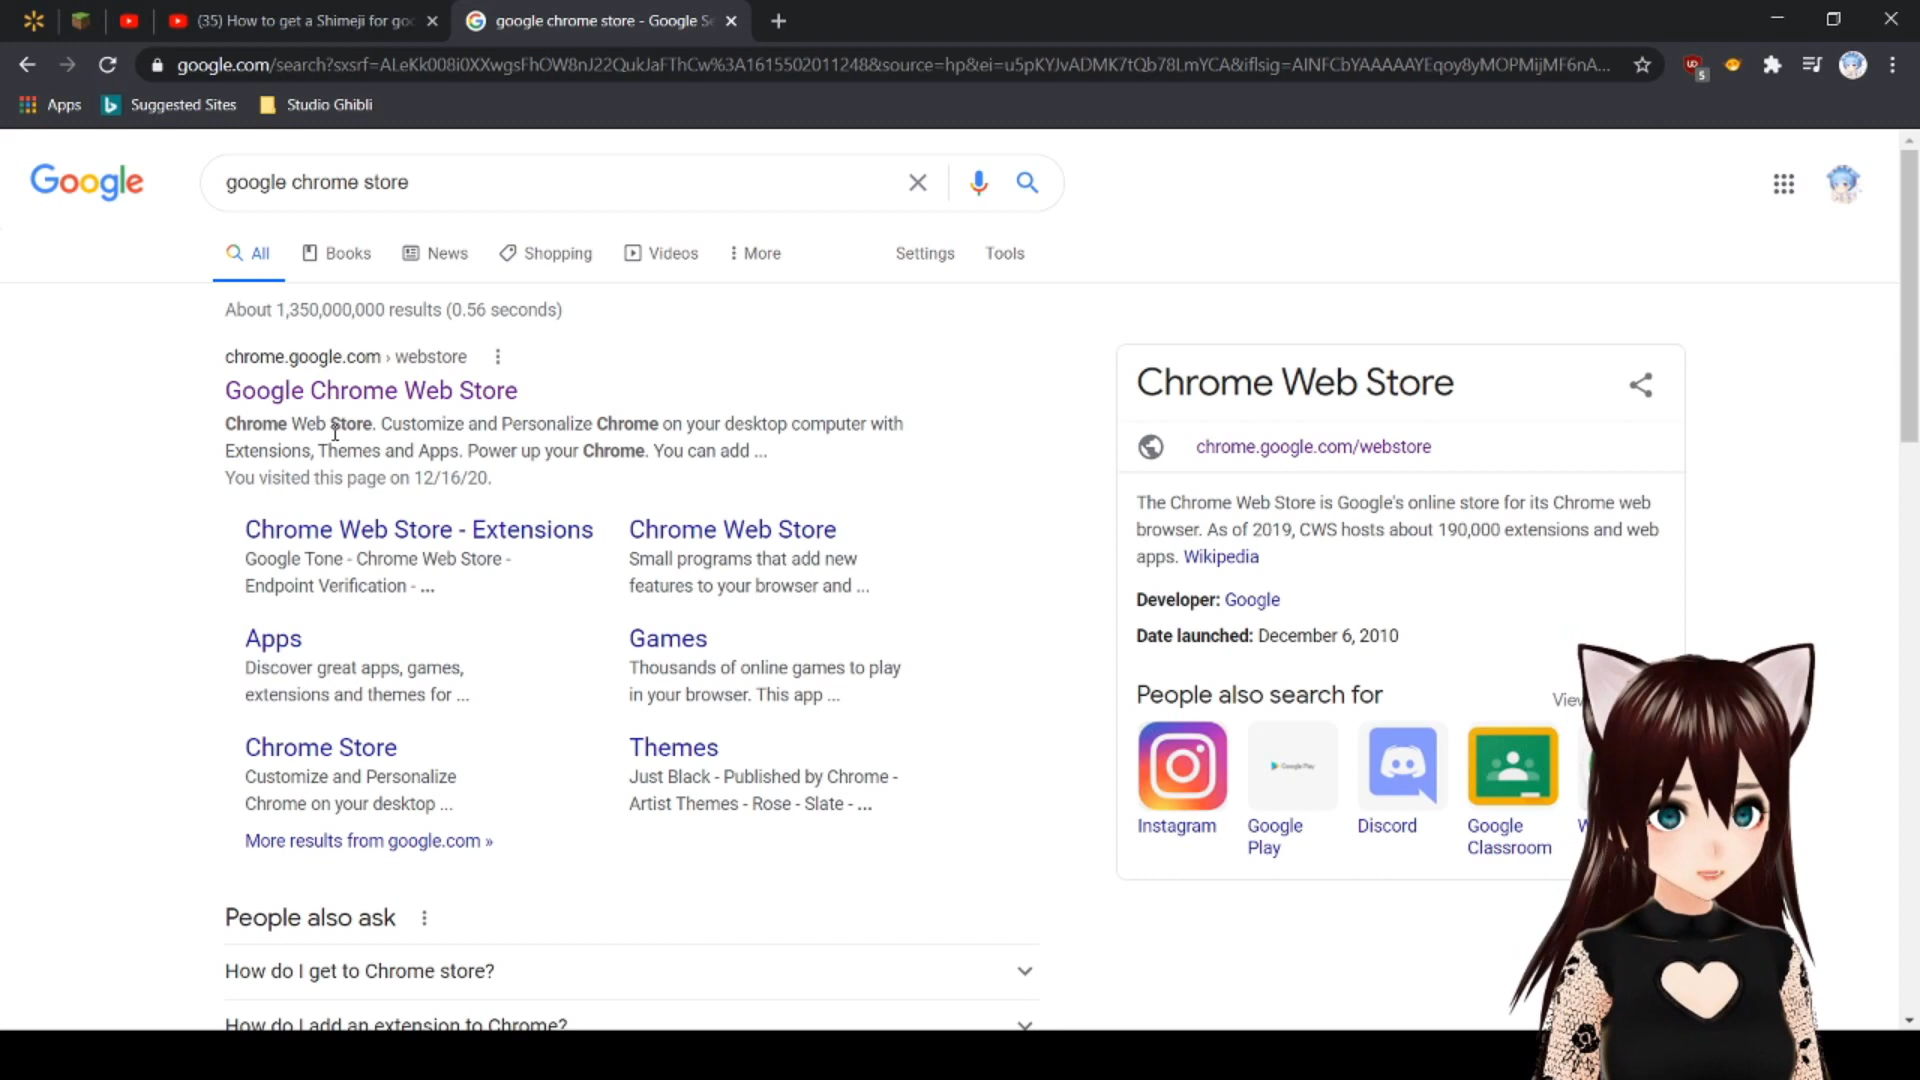 (35) How to get a Shimeji for goo
google chrome store - Google Se
google.com/search?sxsrf=ALeKk008i0XXwgsFhOW8nJ22QukJaFThCw%3A1615502011248&source=hp&ei=u5pKYJvADMK7tQb78LmYCA&iflsig=AINFCbYAAAAAYEqoy8yMOPMijMF6nA...
Apps
Suggested Sites
Studio Ghibli
Google
google chrome store
All
Books
News
Shopping
Videos
More
Settings
Tools
About 1,350,000,000 results (0.56 seconds)
chrome.google.com › webstore
Google Chrome Web Store
Chrome Web Store. Customize and Personalize Chrome on your desktop computer with
Extensions, Themes and Apps. Power up your Chrome. You can add ...
You visited this page on 12/16/20.
Chrome Web Store - Extensions
Google Tone - Chrome Web Store -
Endpoint Verification - ...
Chrome Web Store
Small programs that add new
features to your browser and ...
Apps
Discover great apps, games,
extensions and themes for ...
Games
Thousands of online games to play
in your browser. This app ...
Chrome Store
Customize and Personalize
Chrome on your desktop ...
Themes
Just Black - Published by Chrome -
Artist Themes - Rose - Slate - ...
More results from google.com »
People also ask
How do I get to Chrome store?
How do I add an extension to Chrome?
Chrome Web Store
chrome.google.com/webstore
The Chrome Web Store is Google's online store for its Chrome web
browser. As of 2019, CWS hosts about 190,000 extensions and web
apps. Wikipedia
Developer: Google
Date launched: December 6, 2010
People also search for
View
Google Play
Instagram
Google
Play
Discord
Google
Classroom